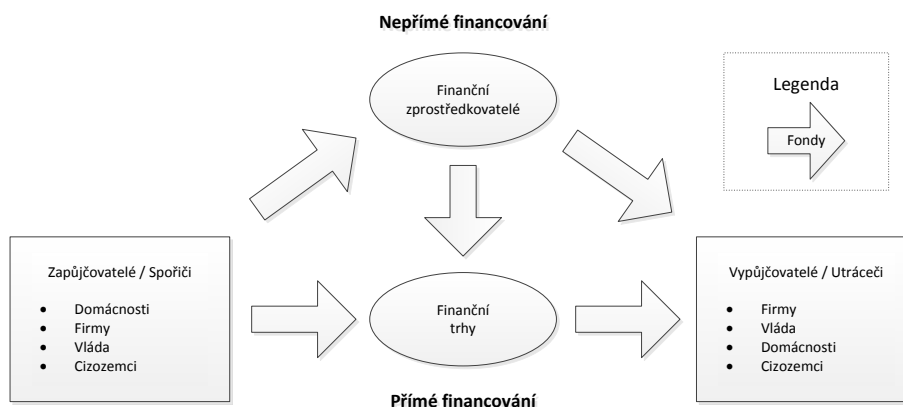 Nepřímé financování
Finanční
zprostředkovatelé
Legenda
Fondy
Zapůjčovatelé / Spořiči
• Domácnosti
• Firmy
• Vláda
• Cizozemci
Finanční
trhy
Vypůjčovatelé / Utráceči
• Firmy
• Vláda
• Domácnosti
• Cizozemci
Přímé financování